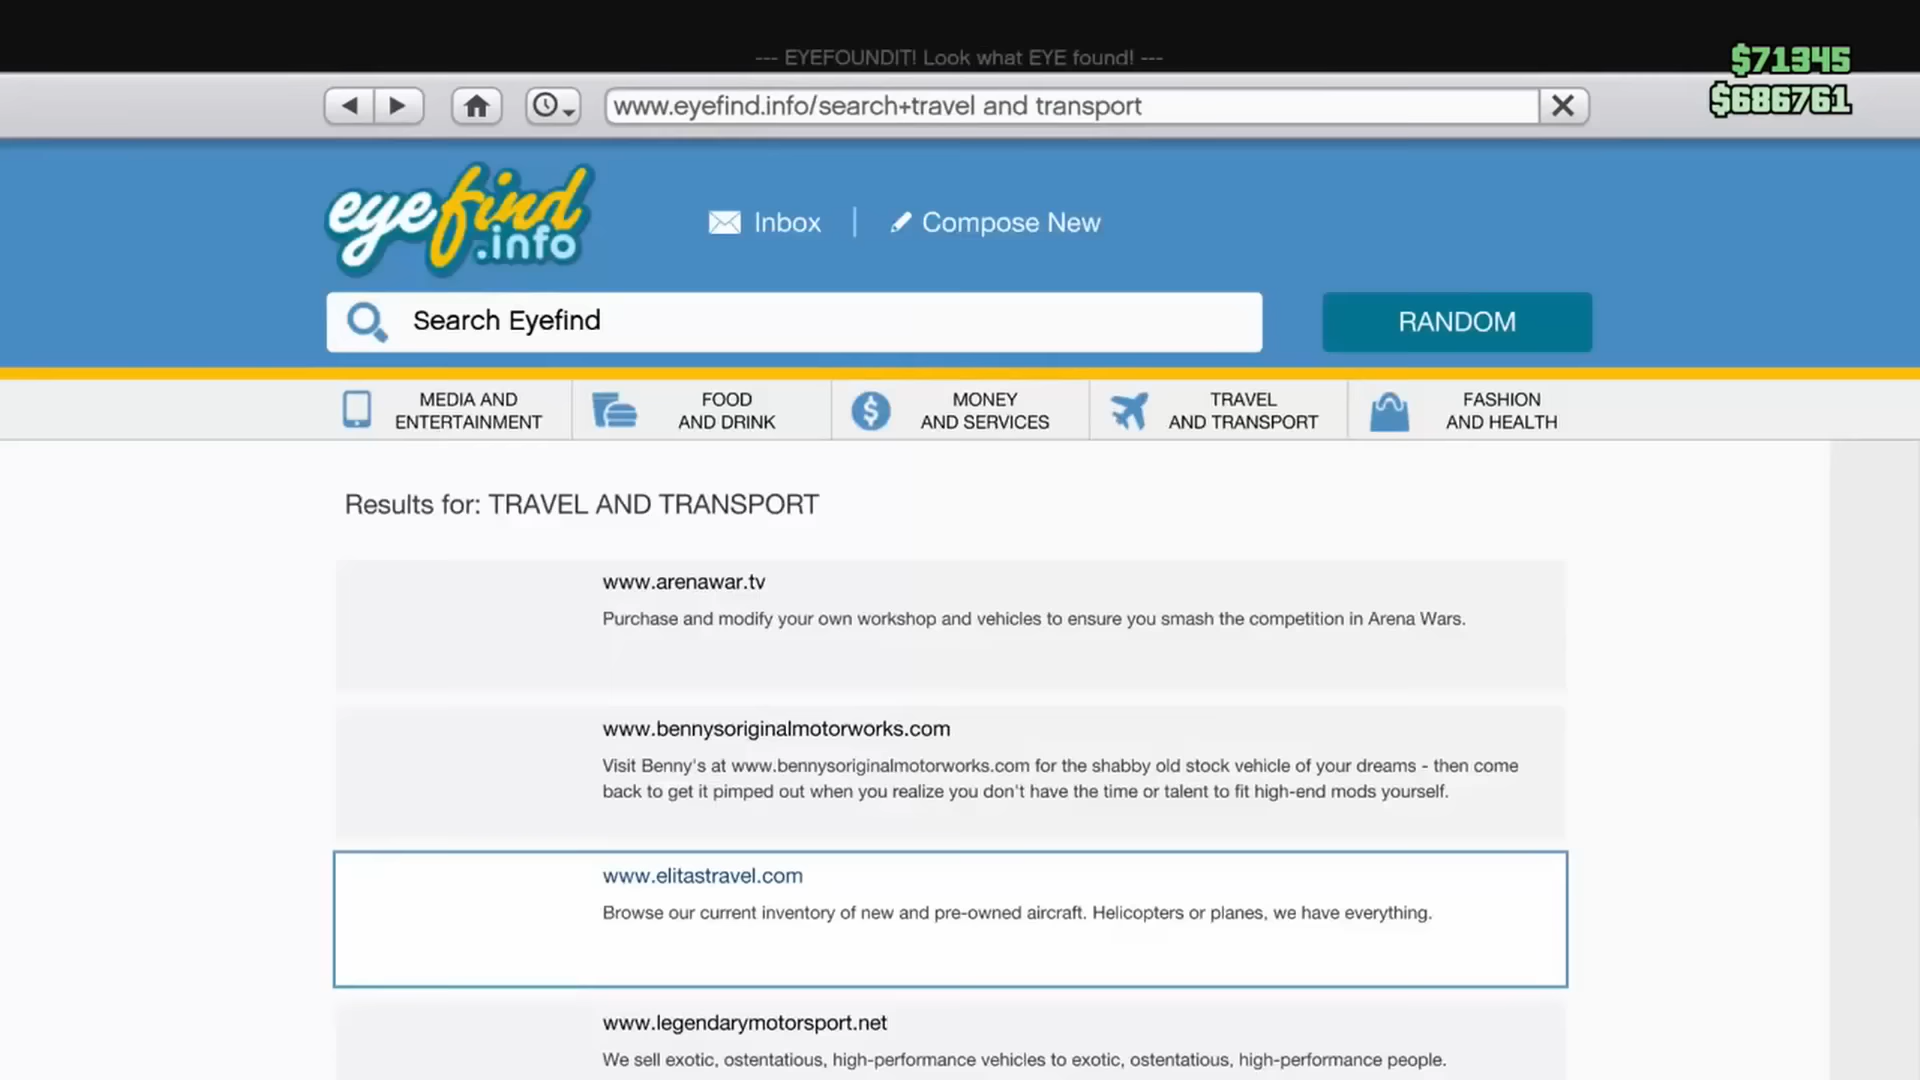 --- EYEFOUNDIT! Look what EYE found! ---
$71345
$686761
www.eyefind.info/search+travel and transport
eyefind
.info
Inbox
Compose New
Search Eyefind
RANDOM
MEDIA AND
ENTERTAINMENT
FOOD
AND DRINK
MONEY
AND SERVICES
TRAVEL
AND TRANSPORT
FASHION
AND HEALTH
Results for: TRAVEL AND TRANSPORT
www.arenawar.tv
Purchase and modify your own workshop and vehicles to ensure you smash the competition in Arena Wars.
www.bennysoriginalmotorworks.com
Visit Benny's at www.bennysoriginalmotorworks.com for the shabby old stock vehicle of your dreams - then come
back to get it pimped out when you realize you don't have the time or talent to fit high-end mods yourself.
www.elitastravel.com
Browse our current inventory of new and pre-owned aircraft. Helicopters or planes, we have everything.
www.legendarymotorsport.net
We sell exotic, ostentatious, high-performance vehicles to exotic, ostentatious, high-performance people.